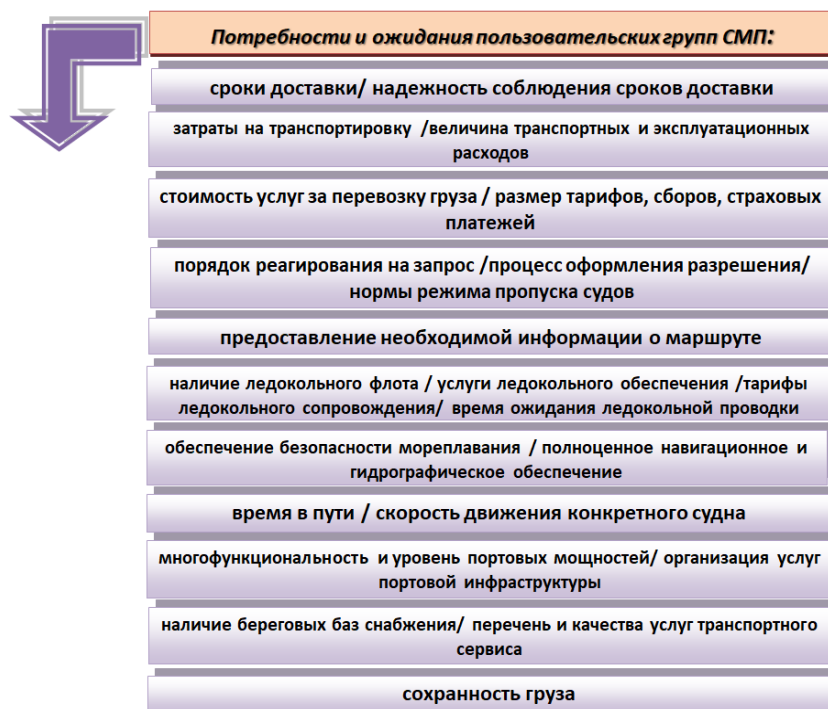 Потребности и ожидания пользовательских групп СМП:
сроки доставки/ надежность соблюдения сроков доставки
затраты на транспортировку /величина транспортных и эксплуатационных
расходов
стоимость услуг за перевозку груза / размер тарифов, сборов, страховых
платежей
порядок реагирования на запрос /процесс оформления разрешения/
нормы режима пропуска судов
предоставление необходимой информации о маршруте
наличие ледокольного флота / услуги ледокольного обеспечения /тарифы
ледокольного сопровождения/ время ожидания ледокольной проводки
обеспечение безопасности мореплавания / полноценное навигационное и
гидрографическое обеспечение
время в пути / скорость движения конкретного судна
многофункциональность и уровень портовых мощностей/ организация услуг
портовой инфраструктуры
наличие береговых баз снабжения/ перечень и качества услуг транспортного
сервиса
сохранность груза